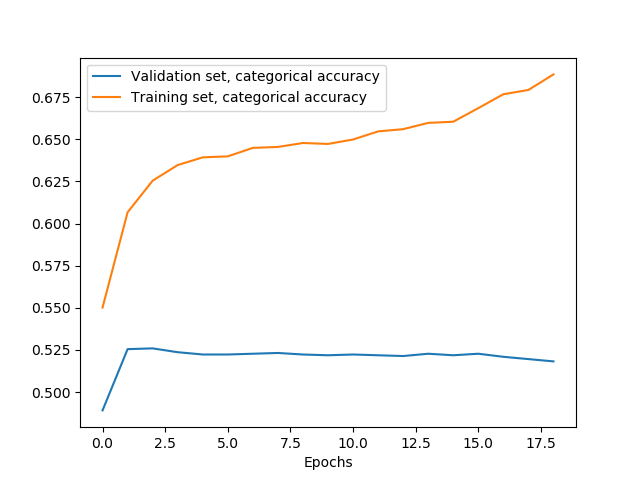 Validation set, categorical accuracy
Training set, categorical accuracy
0.675
0.650
0.625
0.600
0.575
0.550
0.525
0.500
0.0 2.5 5.0 7.5 10.0 12.5 15.0 17.5
Epochs